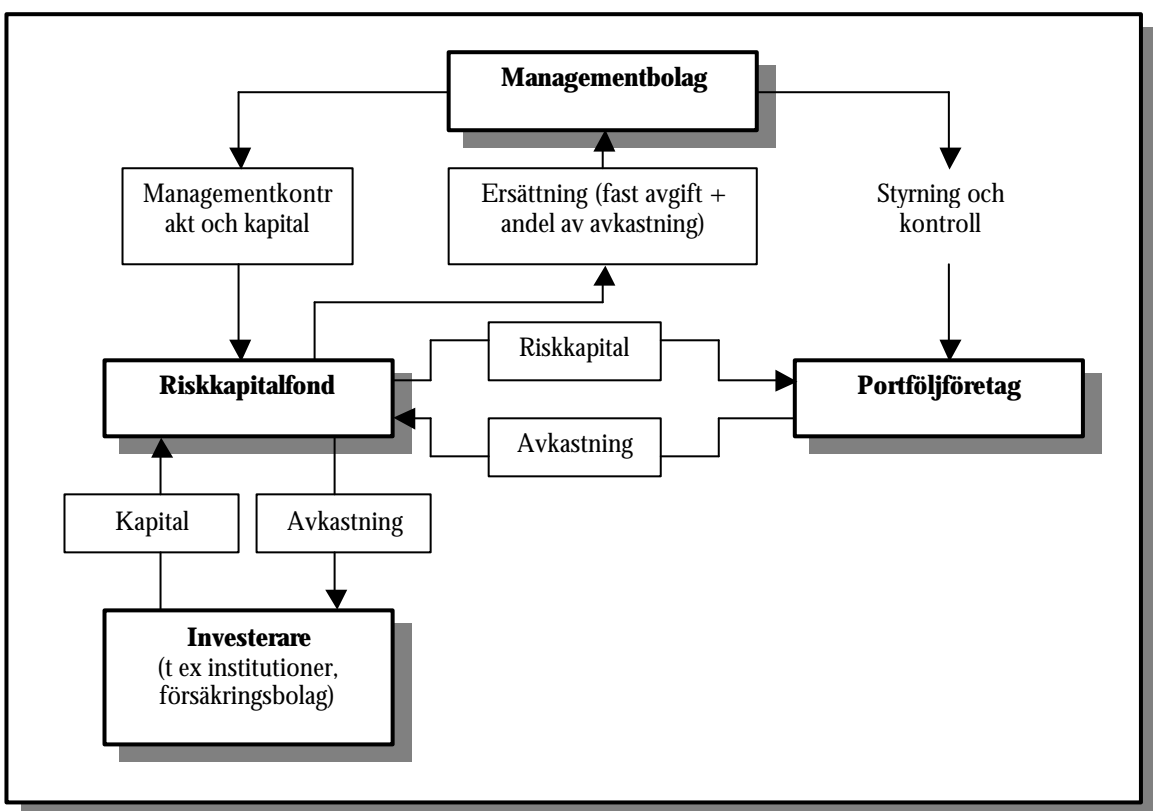 Managementbolag
Managementkontr
akt och kapital
Ersättning (fast avgift +
andel av avkastning)
Styrning och
kontroll
Riskkapital
Riskkapitalfond
Portföljföretag
Avkastning
Kapital
Avkastning
Investerare
(t ex institutioner,
försäkringsbolag)